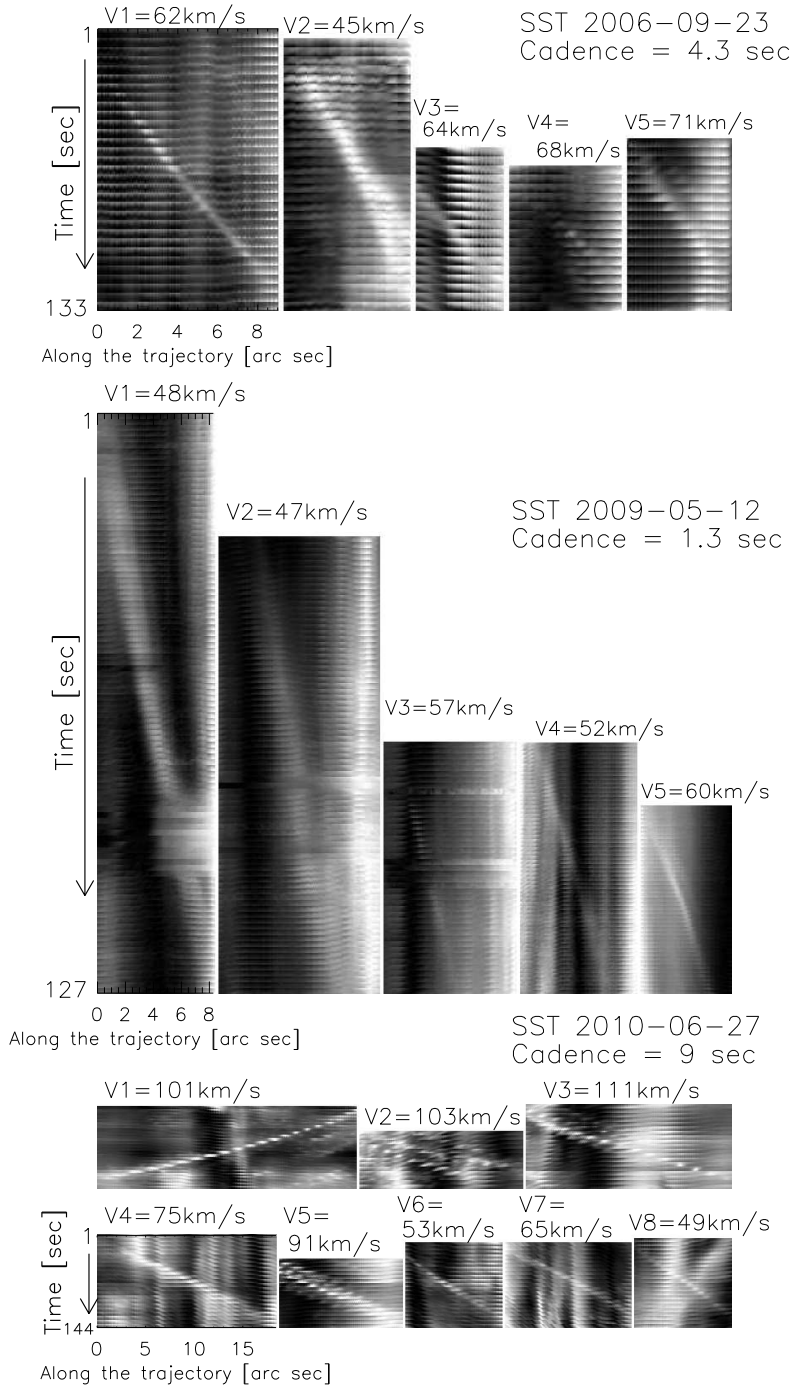 V1=62km/s
V2=45km/s
SST 2006-09-23
Cadence = 4.3 sec
V3=
64km/s
V4=
68km/s
V5=71km/s
1
Time [sec]
133
0 2 4 6 8
Along the trajectory [arc sec]
V1=48km/s
V2=47km/s
SST 2009-05-12
Cadence = 1.3 sec
V3=57km/s
V4=52km/s
V5=60km/s
1
Time [sec]
127
0 2 4 6 8
Along the trajectory [arc sec]
SST 2010-06-27
Cadence = 9 sec
V1=101km/s
V2=103km/s
V3=111km/s
V4=75km/s
V5=
91km/s
V6=
53km/s
V7=
65km/s
V8=49km/s
1
Time [sec]
144
0 5 10 15
Along the trajectory [arc sec]